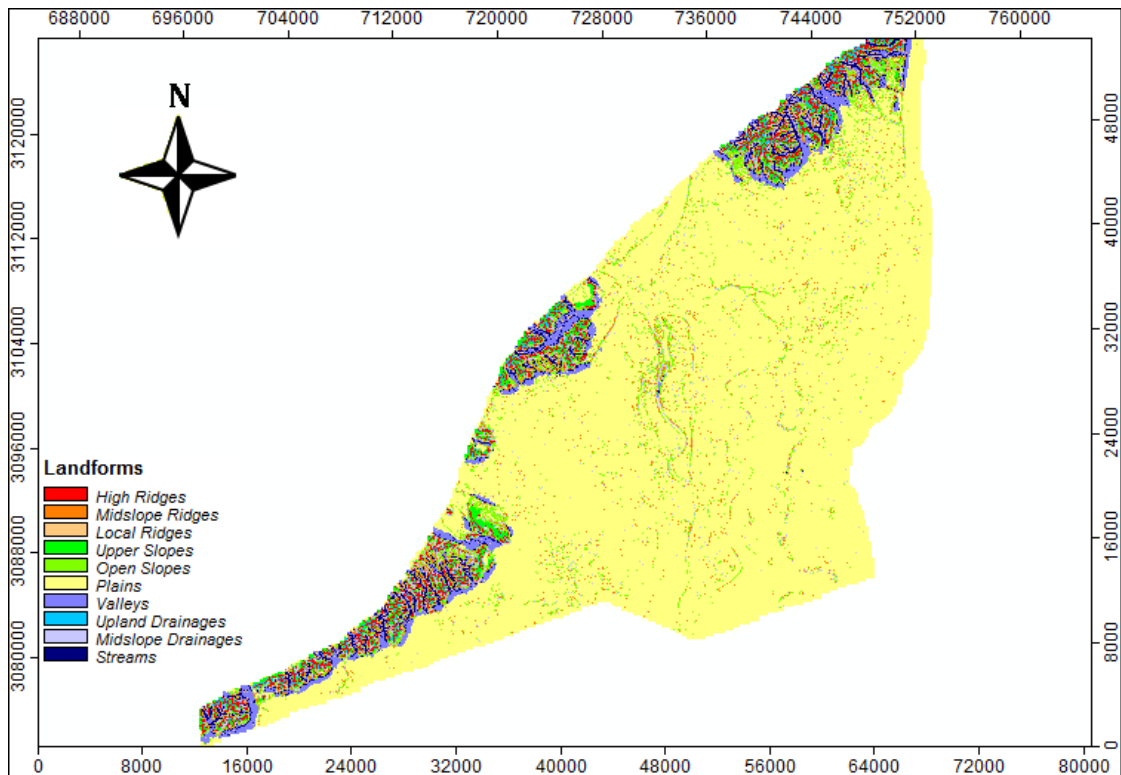 688000 696000 704000 712000 720000 728000 736000 744000 752000 760000
N
3120000
3112000
3104000
3096000
3088000
3080000
48000
40000
32000
24000
16000
8000
0
Landforms
High Ridges
Midslope Ridges
Local Ridges
Upper Slopes
Open Slopes
Plains
Valleys
Upland Drainages
Midslope Drainages
Streams
0 8000 16000 24000 32000 40000 48000 56000 64000 72000 80000